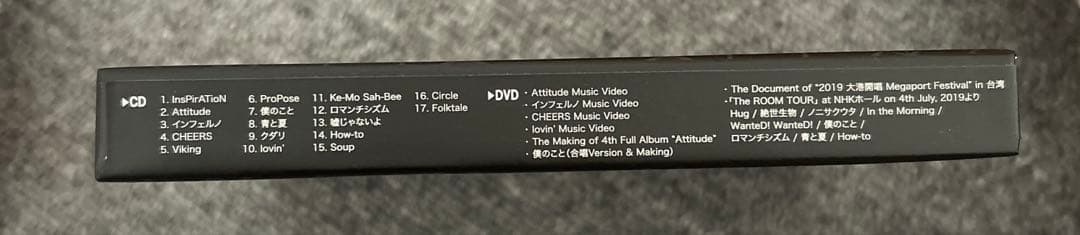 ▶CD
1. InsPirATioN
2. Attitude
3. インフェルノ
4. CHEERS
5. Viking
6. ProPose
7. 僕のこと
8. 青と夏
9. クダリ
10. lovin'
11. Ke-Mo Sah-Bee
12. ロマンチシズム
13. 嘘じゃないよ
14. How-to
15. Soup
16. Circle
17. Folktale
▶DVD
・Attitude Music Video
・インフェルノ Music Video
・CHEERS Music Video
・lovin' Music Video
・The Making of 4th Full Album "Attitude"
・僕のこと(合唱Version & Making)
・The Document of "2019 大港開唱 Megaport Festival" in 台湾
・「The ROOM TOUR」 at NHKホール on 4th July, 2019より
Hug / 絶世生物 / ノニサクウタ / In the Morning /
WanteD! WanteD! / 僕のこと /
ロマンチシズム / 青と夏 / How-to